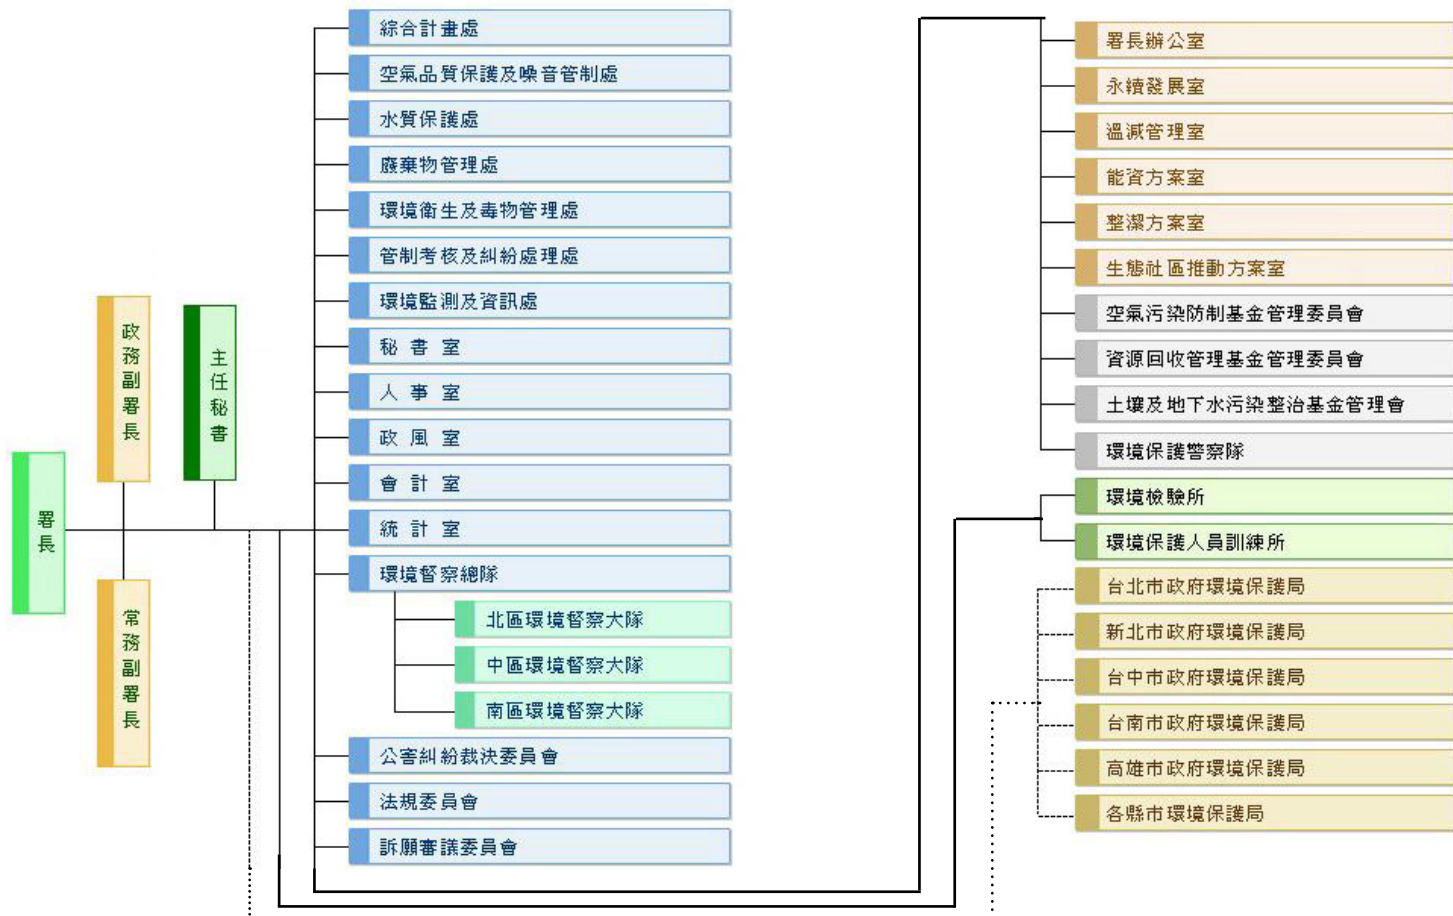 署長
政務副署長
常務副署長
主任秘書
綜合計畫處
空氣品質保護及噪音管制處
水質保護處
廢棄物管理處
環境衛生及毒物管理處
管制考核及糾紛處理處
環境監測及資訊處
秘書室
人事室
政風室
會計室
統計室
環境督察總隊
北區環境督察大隊
中區環境督察大隊
南區環境督察大隊
公害糾紛裁決委員會
法規委員會
訴願審議委員會
署長辦公室
永續發展室
溫減管理室
能資方案室
整潔方案室
生態社區推動方案室
空氣污染防制基金管理委員會
資源回收管理基金管理委員會
土壤及地下水污染整治基金管理會
環境保護警察隊
環境檢驗所
環境保護人員訓練所
台北市政府環境保護局
新北市政府環境保護局
台中市政府環境保護局
台南市政府環境保護局
高雄市政府環境保護局
各縣市環境保護局